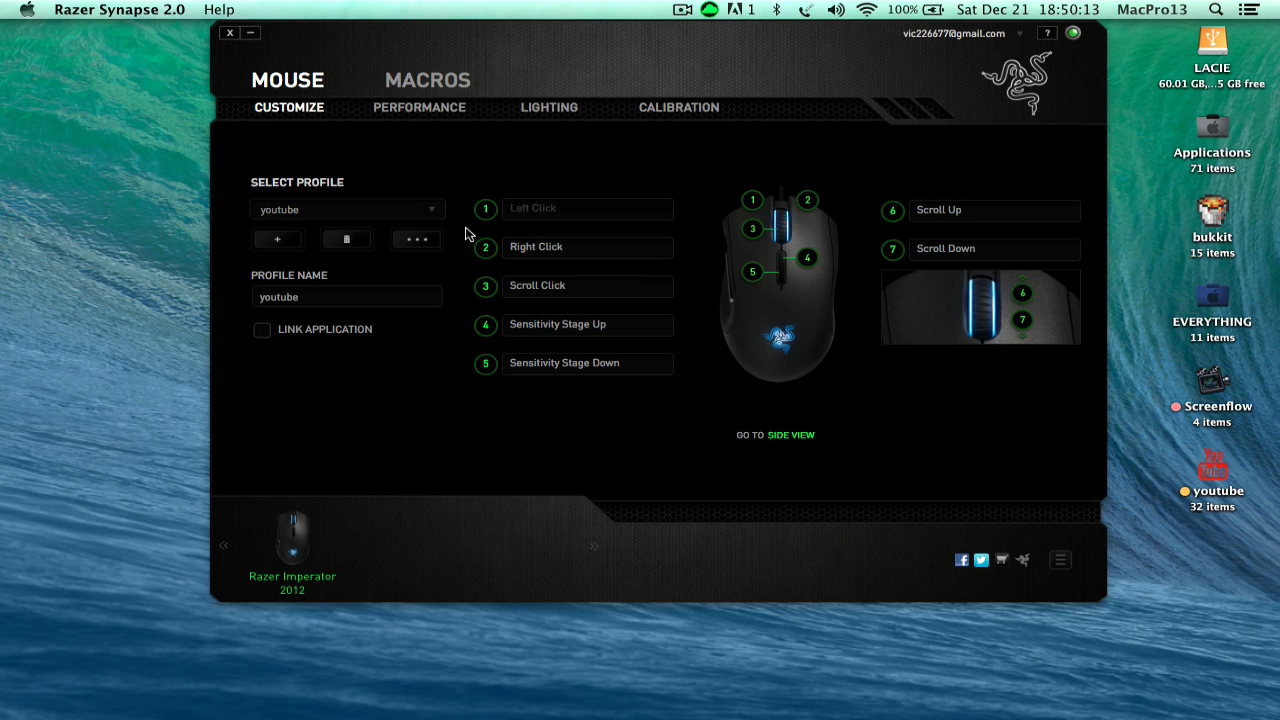 Razer Synapse 2.0 Help
1 100% Sat Dec 21 18:50:13 MacPro13
X – vic226677@gmail.com ?
MOUSE MACROS
CUSTOMIZE PERFORMANCE LIGHTING CALIBRATION
SELECT PROFILE
youtube
+ •••
PROFILE NAME
youtube
LINK APPLICATION
1 Left Click
2 Right Click
3 Scroll Click
4 Sensitivity Stage Up
5 Sensitivity Stage Down
1 2
3
4
5
GO TO SIDE VIEW
6 Scroll Up
7 Scroll Down
6
7
Razer Imperator
2012
LACIE
60.01 GB,...5 GB free
Applications
71 items
bukkit
15 items
EVERYTHING
11 items
Screenflow
4 items
You
Tube
youtube
32 items